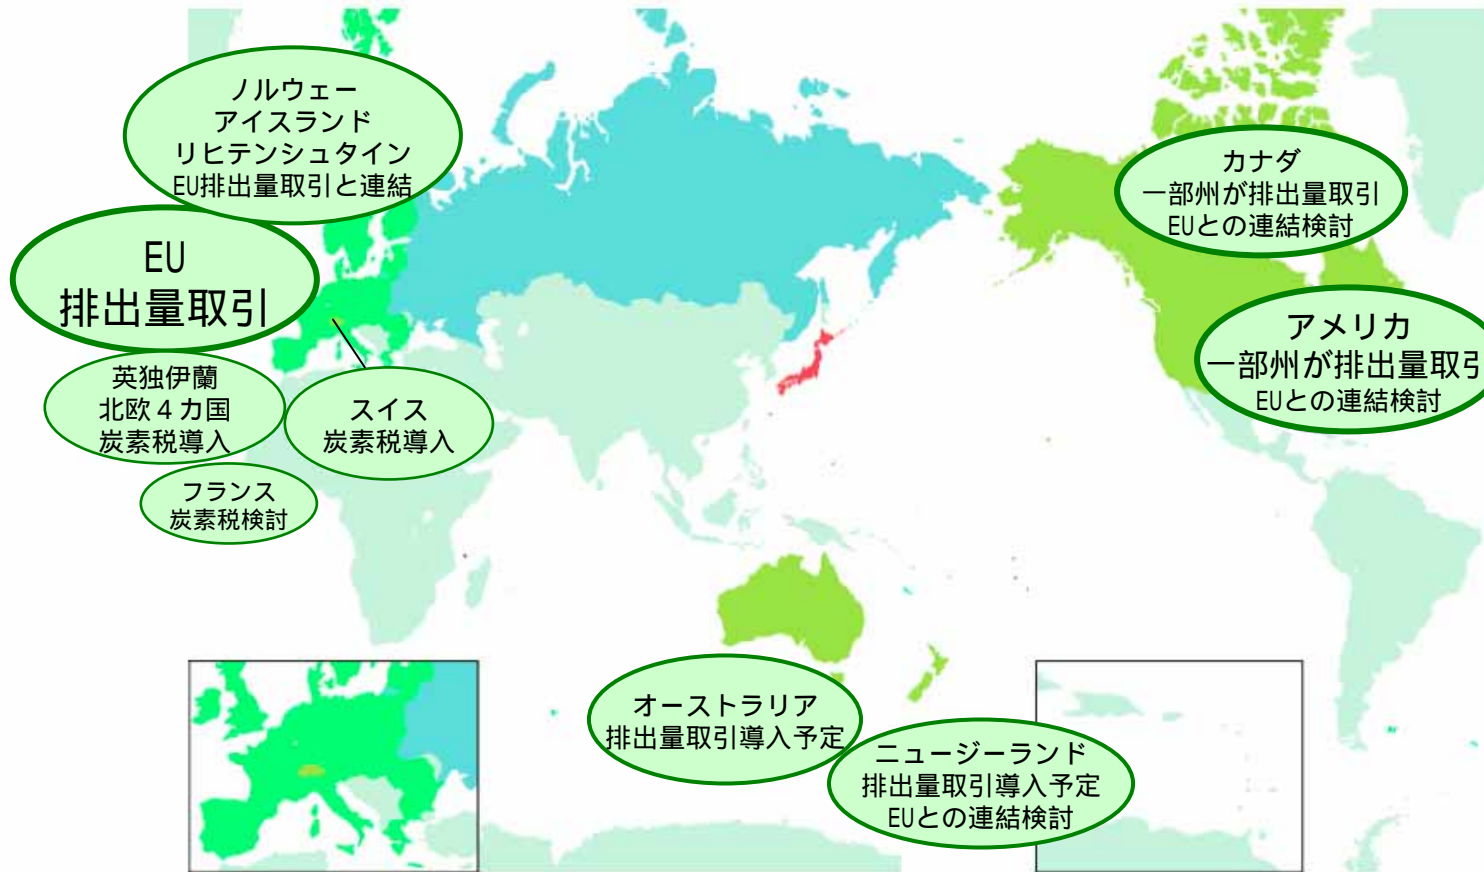 ノルウェー
アイスランド
リヒテンシュタイン
EU排出量取引と連結
EU
排出量取引
英独伊蘭
北欧４カ国
炭素税導入
スイス
炭素税導入
フランス
炭素税検討
カナダ
一部州が排出量取引
EUとの連結検討
アメリカ
一部州が排出量取引
EUとの連結検討
オーストラリア
排出量取引導入予定
ニュージーランド
排出量取引導入予定
EUとの連結検討